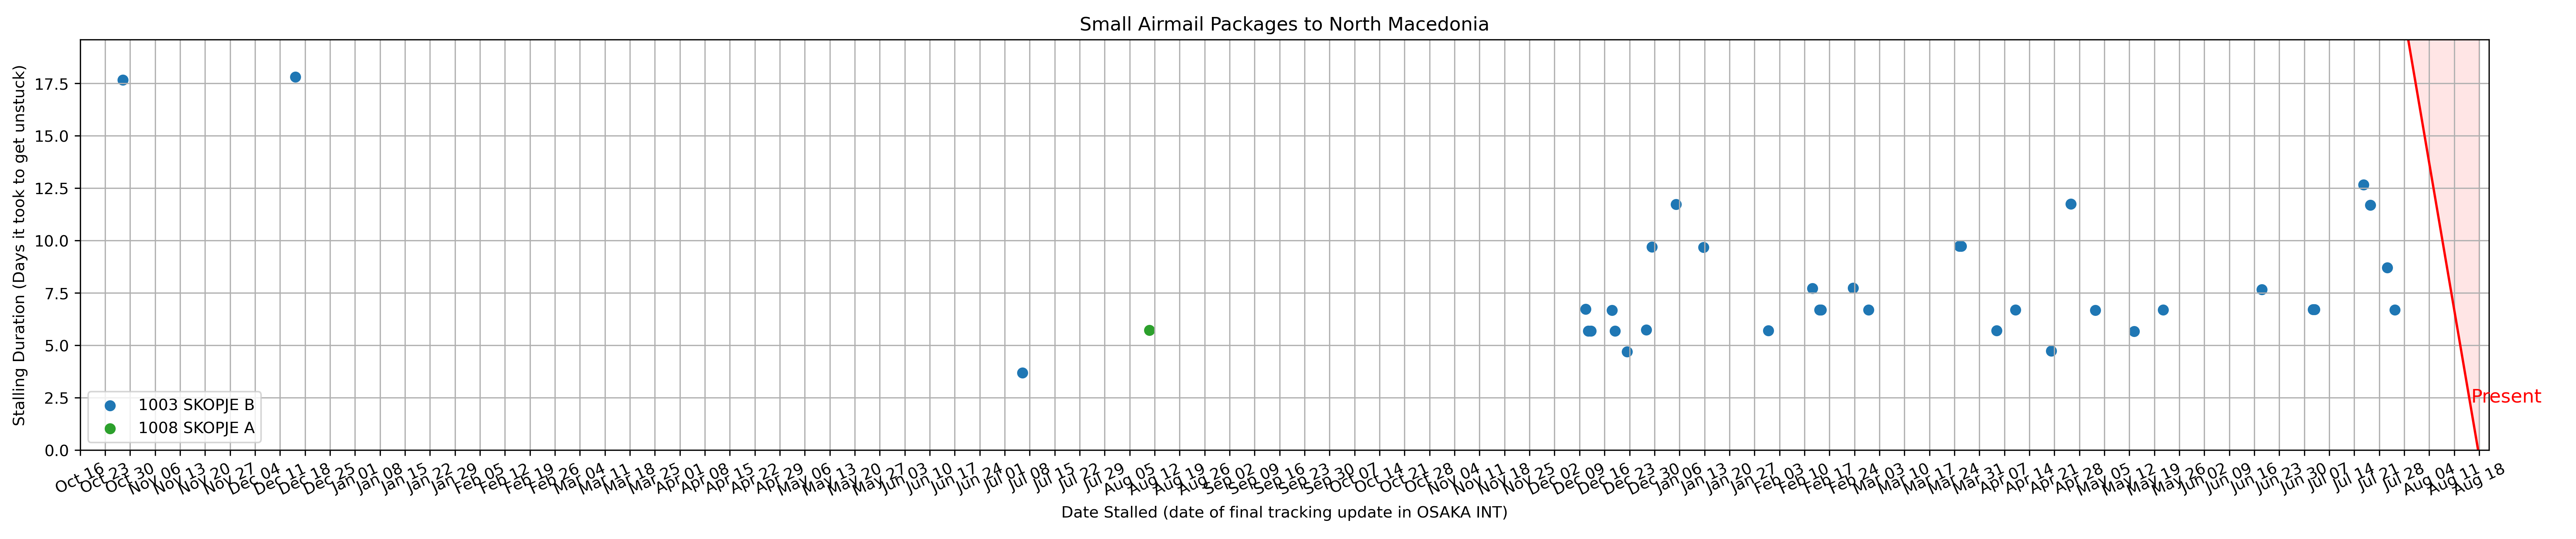 Small Airmail Packages to North Macedonia
Stalling Duration (Days it took to get unstuck)
17.5
15.0
12.5
10.0
7.5
5.0
2.5
0.0
1003 SKOPJE B
1008 SKOPJE A
Present
Oct 16 Oct 23 Oct 30 Nov 06 Nov 13 Nov 20 Nov 27 Dec 04 Dec 11 Dec 18 Dec 25 Jan 01 Jan 08 Jan 15 Jan 22 Jan 29 Feb 05 Feb 12 Feb 19 Feb 26 Mar 04 Mar 11 Mar 18 Mar 25 Apr 01 Apr 08 Apr 15 Apr 22 Apr 29 May 06 May 13 May 20 May 27 Jun 03 Jun 10 Jun 17 Jun 24 Jul 01 Jul 08 Jul 15 Jul 22 Jul 29 Aug 05 Aug 12 Aug 19 Aug 26 Sep 02 Sep 09 Sep 16 Sep 23 Sep 30 Oct 07 Oct 14 Oct 21 Oct 28 Nov 04 Nov 11 Nov 18 Nov 25 Dec 02 Dec 09 Dec 16 Dec 23 Dec 30 Jan 06 Jan 13 Jan 20 Jan 27 Feb 03 Feb 10 Feb 17 Feb 24 Mar 03 Mar 10 Mar 17 Mar 24 Mar 31 Apr 07 Apr 14 Apr 21 Apr 28 May 05 May 12 May 19 May 26 Jun 02 Jun 09 Jun 16 Jun 23 Jun 30 Jul 07 Jul 14 Jul 21 Jul 28 Aug 04 Aug 11 Aug 18
Date Stalled (date of final tracking update in OSAKA INT)